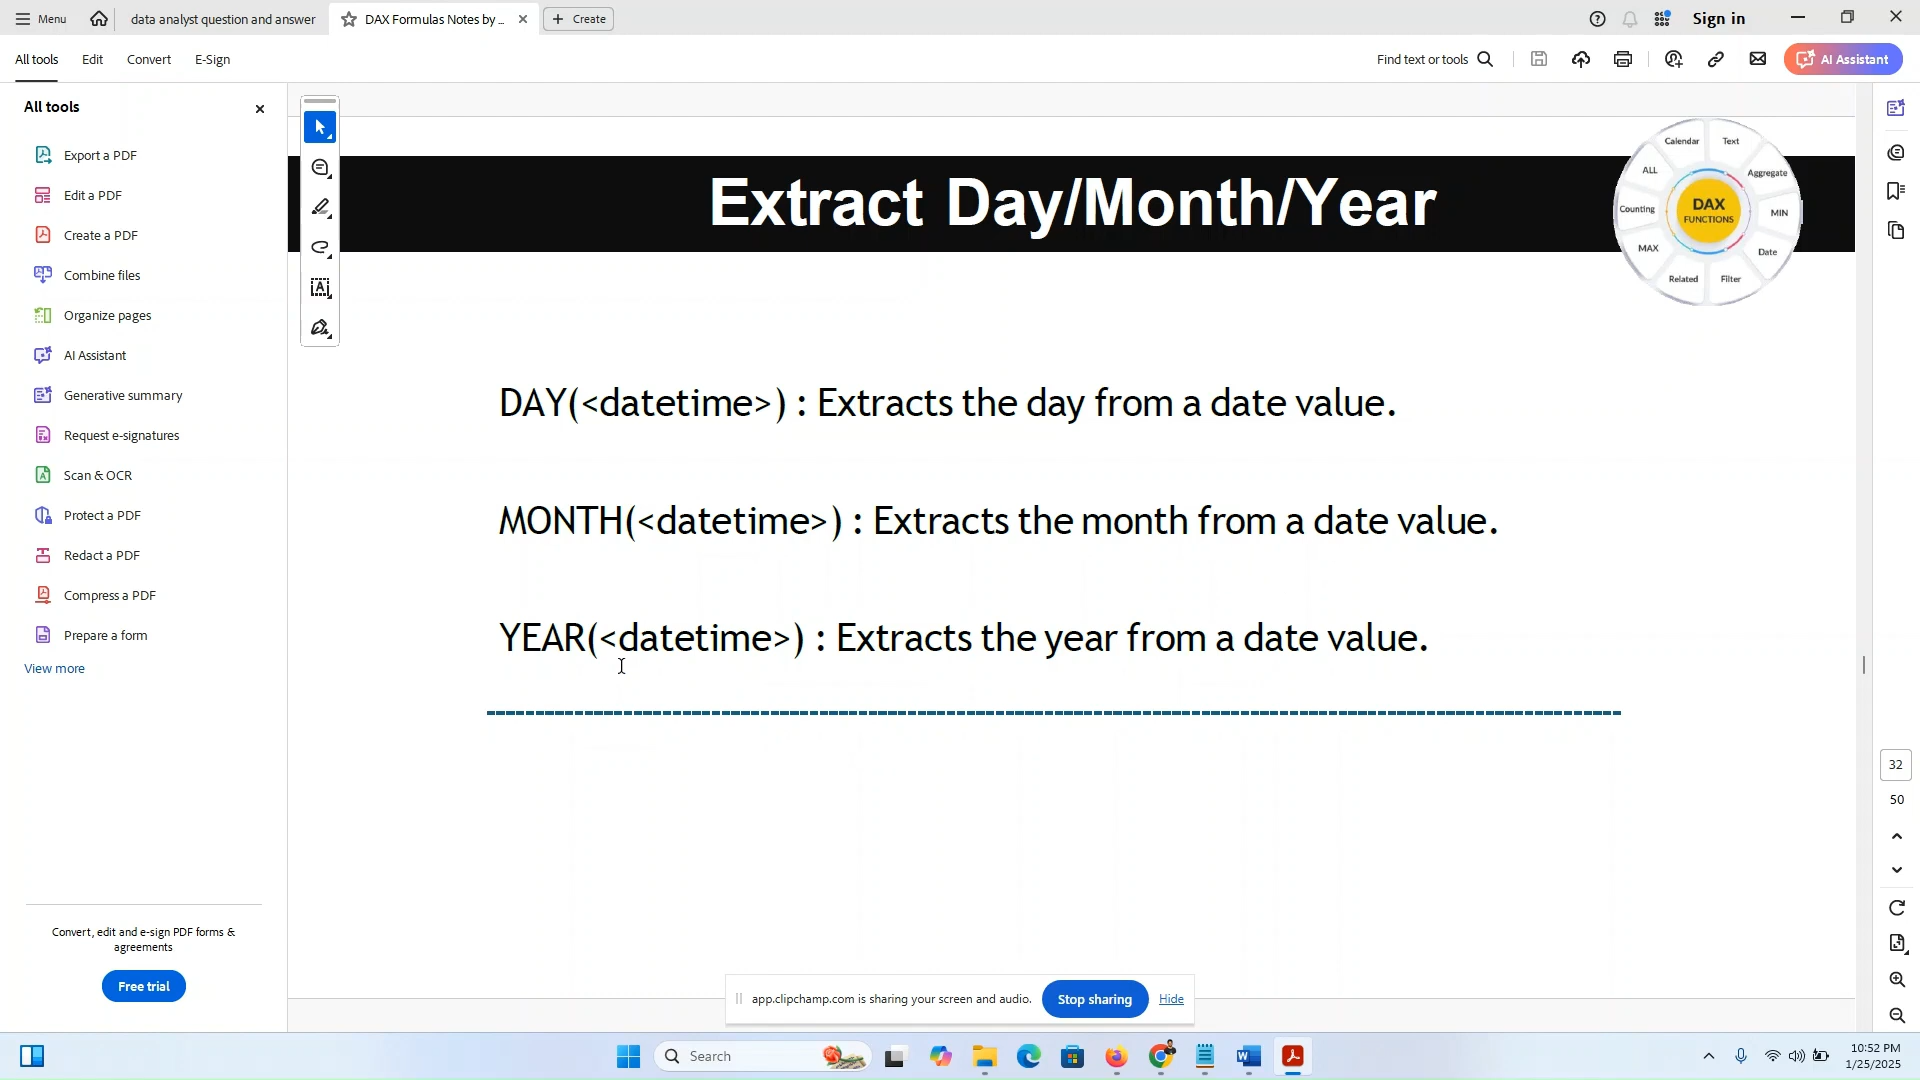 Menu
data analyst question and answer
DAX Formulas Notes by ...
Create
Sign in
All tools
Edit
Convert
E-Sign
Find text or tools
AI Assistant
All tools
Export a PDF
Edit a PDF
Create a PDF
Combine files
Organize pages
AI Assistant
Generative summary
Request e-signatures
Scan & OCR
Protect a PDF
Redact a PDF
Compress a PDF
Prepare a form
View more
Convert, edit and e-sign PDF forms &
agreements
Free trial
Extract Day/Month/Year
Calendar
Text
ALL
Aggregate
Counting
DAX
FUNCTIONS
MIN
MAX
Date
Related
Filter
DAY(<datetime>) : Extracts the day from a date value.
MONTH(<datetime>) : Extracts the month from a date value.
YEAR(<datetime>) : Extracts the year from a date value.
32
50
app.clipchamp.com is sharing your screen and audio.
Stop sharing
Hide
Search
10:52 PM
1/25/2025